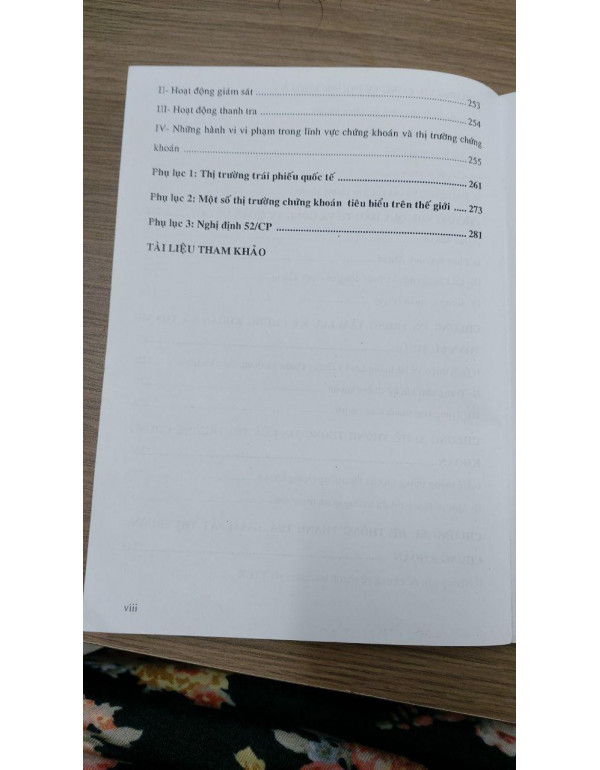 II- Hoạt động giám sát ........................................ 253
III- Hoạt động thanh tra ........................................ 254
IV- Những hành vi vi phạm trong lĩnh vực chứng khoán và thị trường chứng
khoán ........................................ 255
Phụ lục 1: Thị trường trái phiếu quốc tế ........................................ 261
Phụ lục 2: Một số thị trường chứng khoán tiêu biểu trên thế giới ..... 273
Phụ lục 3: Nghị định 52/CP ........................................ 281
TÀI LIỆU THAM KHẢO
viii